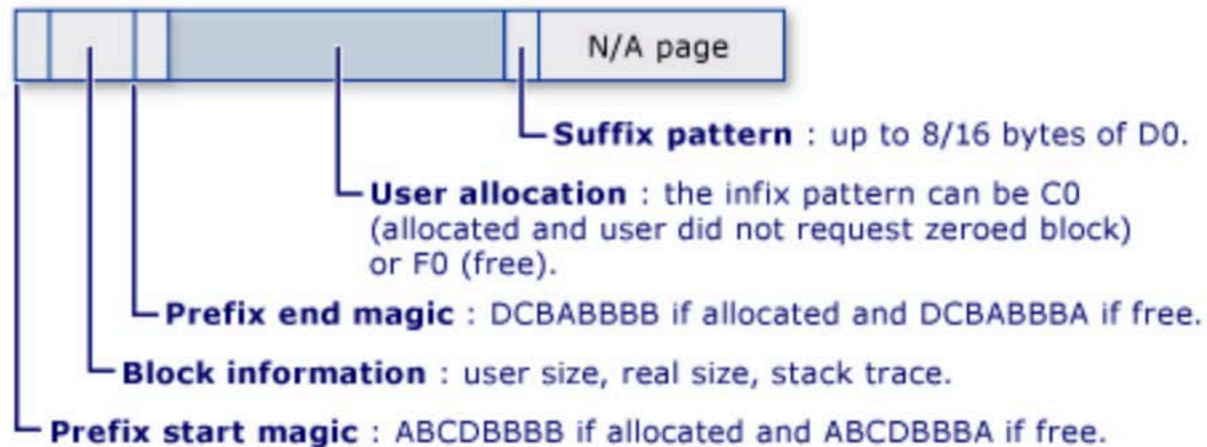 N/A page
Suffix pattern : up to 8/16 bytes of D0.
User allocation : the infix pattern can be C0
(allocated and user did not request zeroed block)
or F0 (free).
Prefix end magic : DCBABBBB if allocated and DCBABBBA if free.
Block information : user size, real size, stack trace.
Prefix start magic : ABCDBBBB if allocated and ABCDBBBA if free.